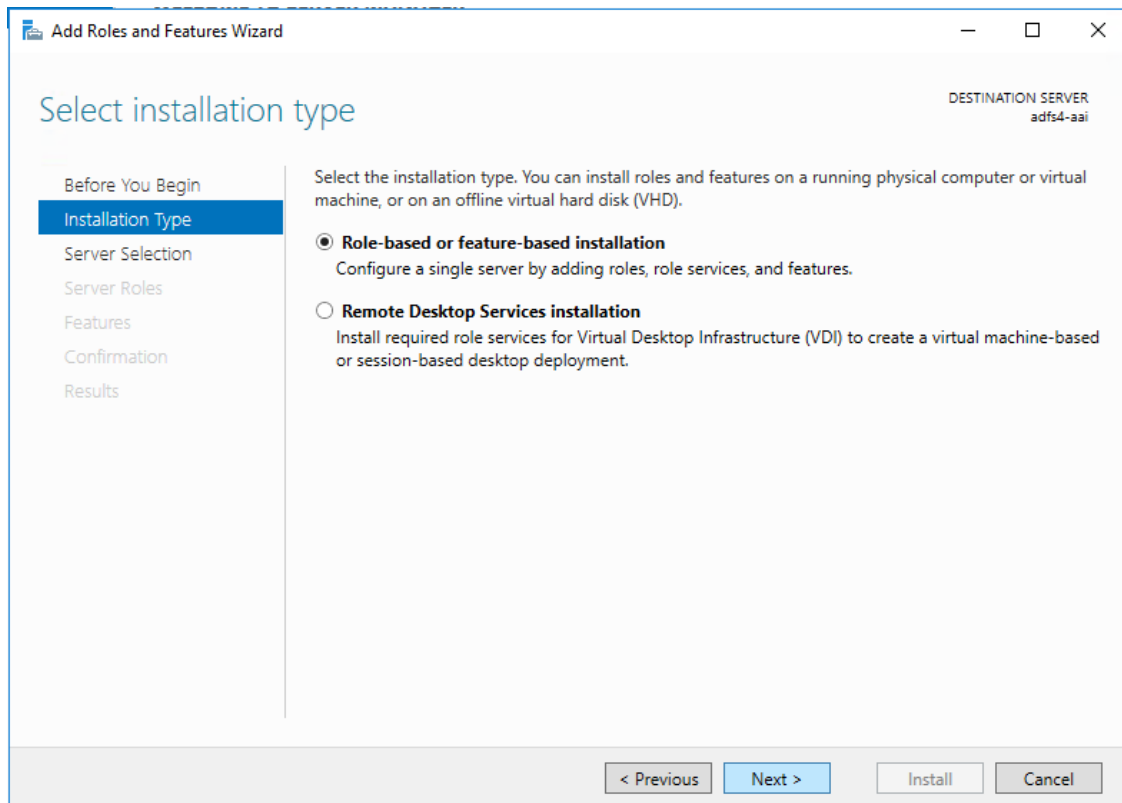 Add Roles and Features Wizard
Select installation type
DESTINATION SERVER
adfs4-aai
Before You Begin
Installation Type
Server Selection
Server Roles
Features
Confirmation
Results
Select the installation type. You can install roles and features on a running physical computer or virtual
machine, or on an offline virtual hard disk (VHD).
Role-based or feature-based installation
Configure a single server by adding roles, role services, and features.
Remote Desktop Services installation
Install required role services for Virtual Desktop Infrastructure (VDI) to create a virtual machine-based
or session-based desktop deployment.
< Previous
Next >
Install
Cancel